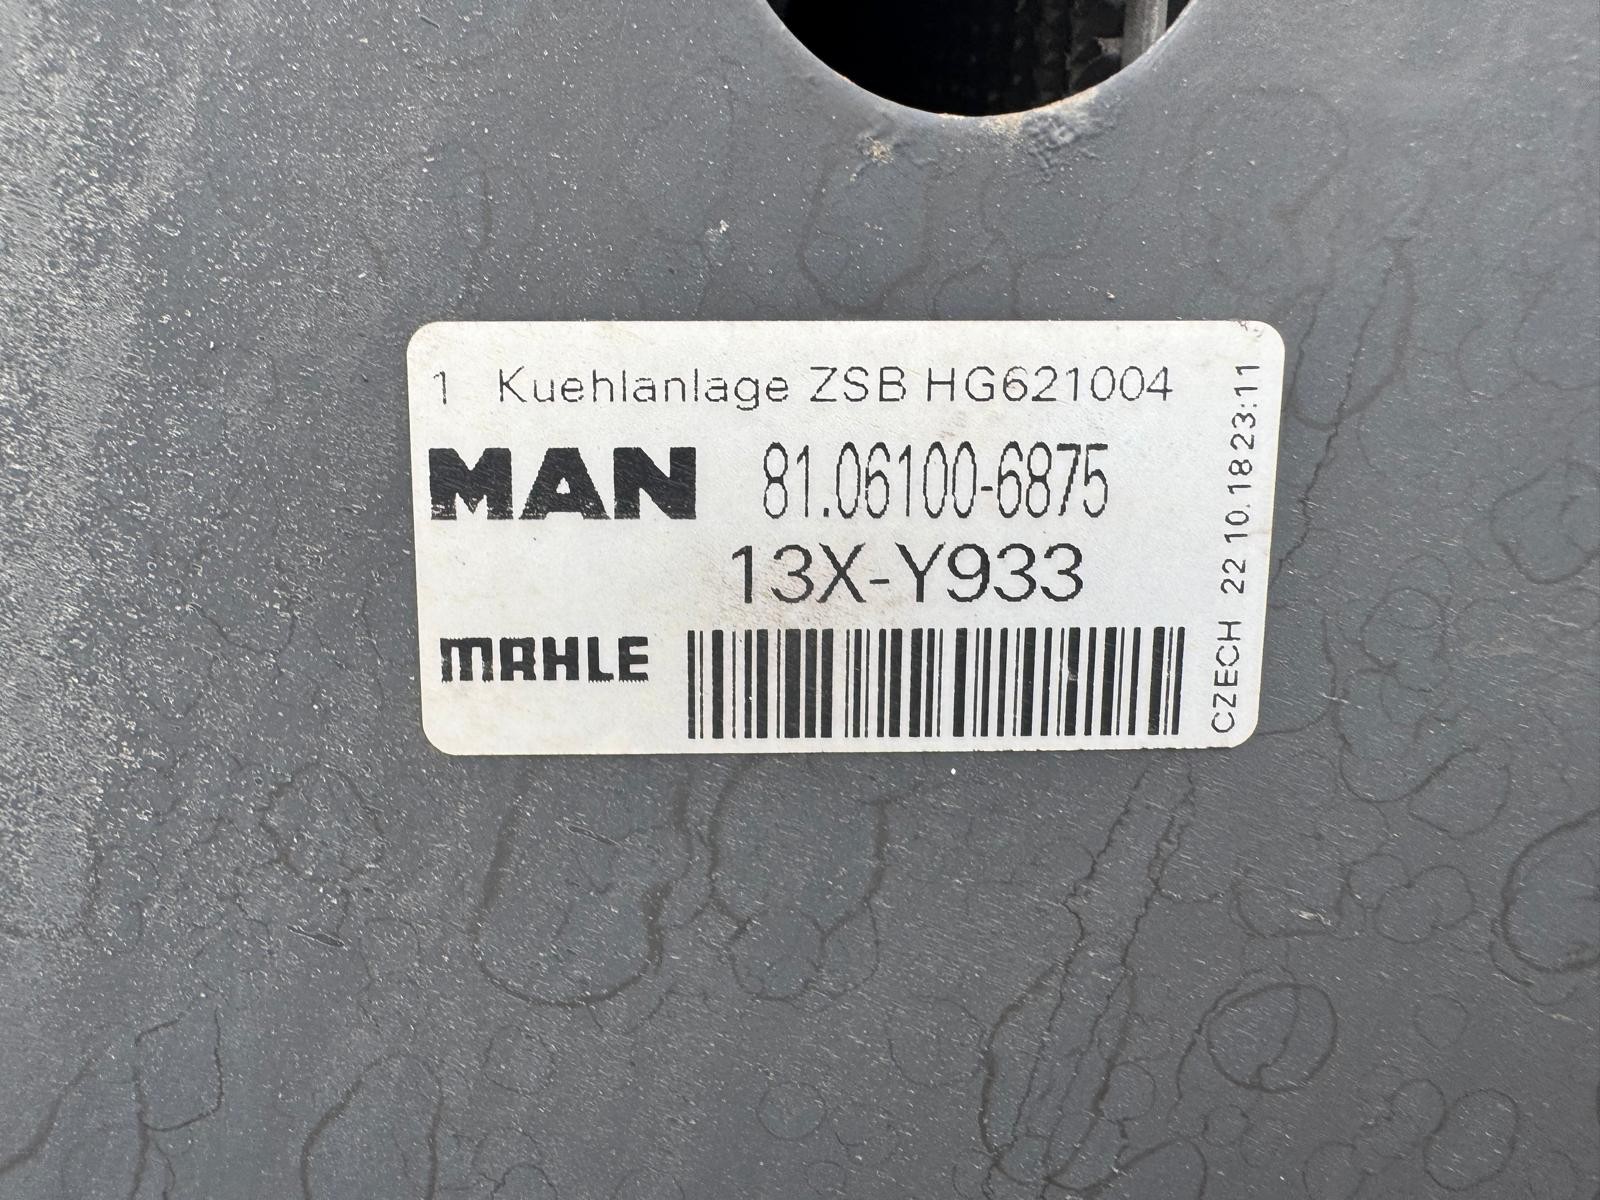 1 Kuehlanlage ZSB HG621004
MAN 81.06100-6875
13X-Y933
MAHLE
CZECH 22 10.18 23:11